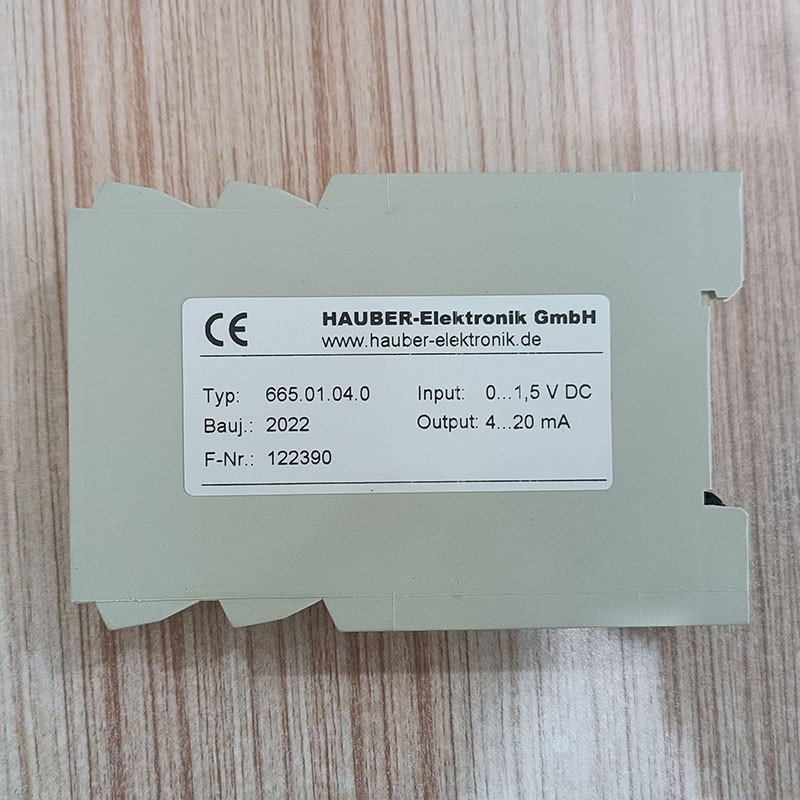 CE HAUBER-Elektronik GmbH
www.hauber-elektronik.de
Typ: 665.01.04.0 Input: 0...1,5 V DC
Bauj.: 2022 Output: 4...20 mA
F-Nr.: 122390